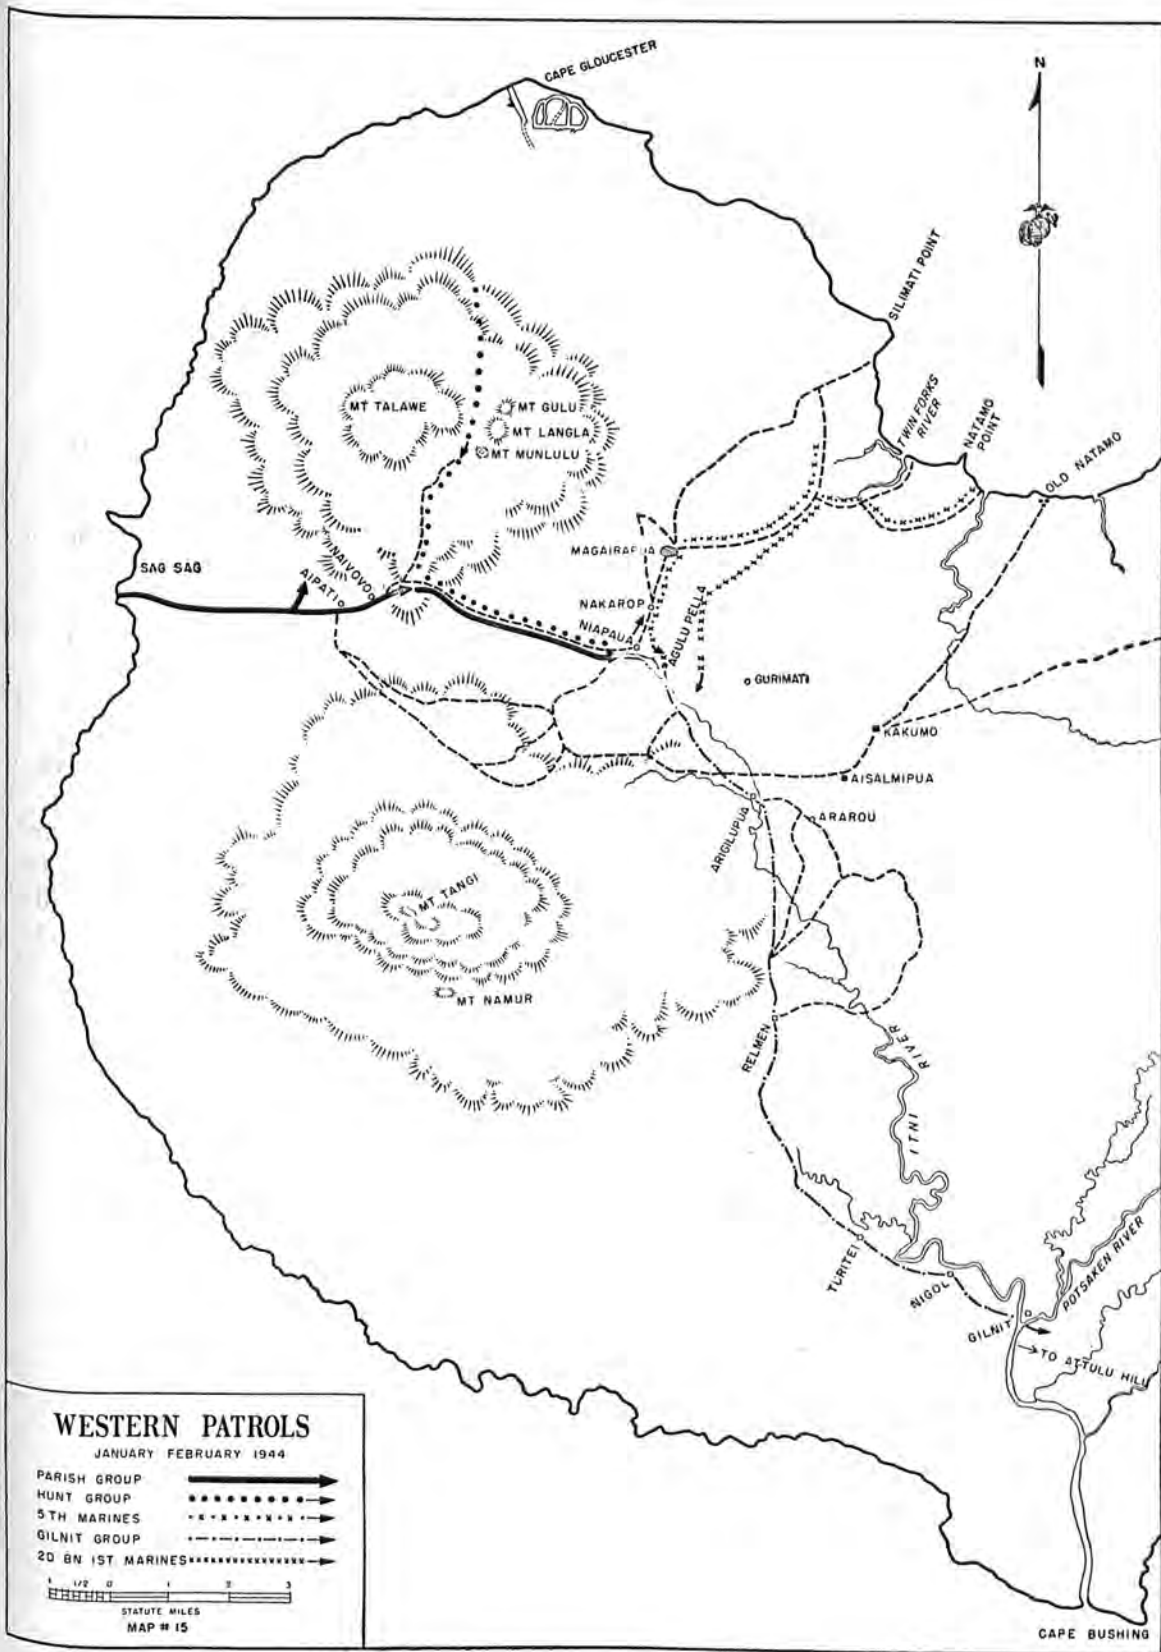 CAPE GLOUCESTER
N
SILIMATI POINT
TWIN FORKS
RIVER
NATAMO
POINT
OLD NATAMO
MT TALAWE
MT GULU
MT LANGLA
MT MUNLULU
MAGAIRAPUA
SAG SAG
AIPATI
NAIVOVO
NAKAROP
NIAPAUA
AGULU PELLA
GURIMATI
KAKUMO
AISALMIPUA
ARIGILUPUA
ARAROU
MT TANGI
MT NAMUR
RELMEN
ITNI RIVER
TURITEI
NIGOL
GILNIT
POTSAKEN RIVER
TO ATTULU HILL
WESTERN PATROLS
JANUARY FEBRUARY 1944
PARISH GROUP
HUNT GROUP
5TH MARINES
GILNIT GROUP
2D BN 1ST MARINES
1 1/2 0 1 2 3
STATUTE MILES
MAP # 15
CAPE BUSHING